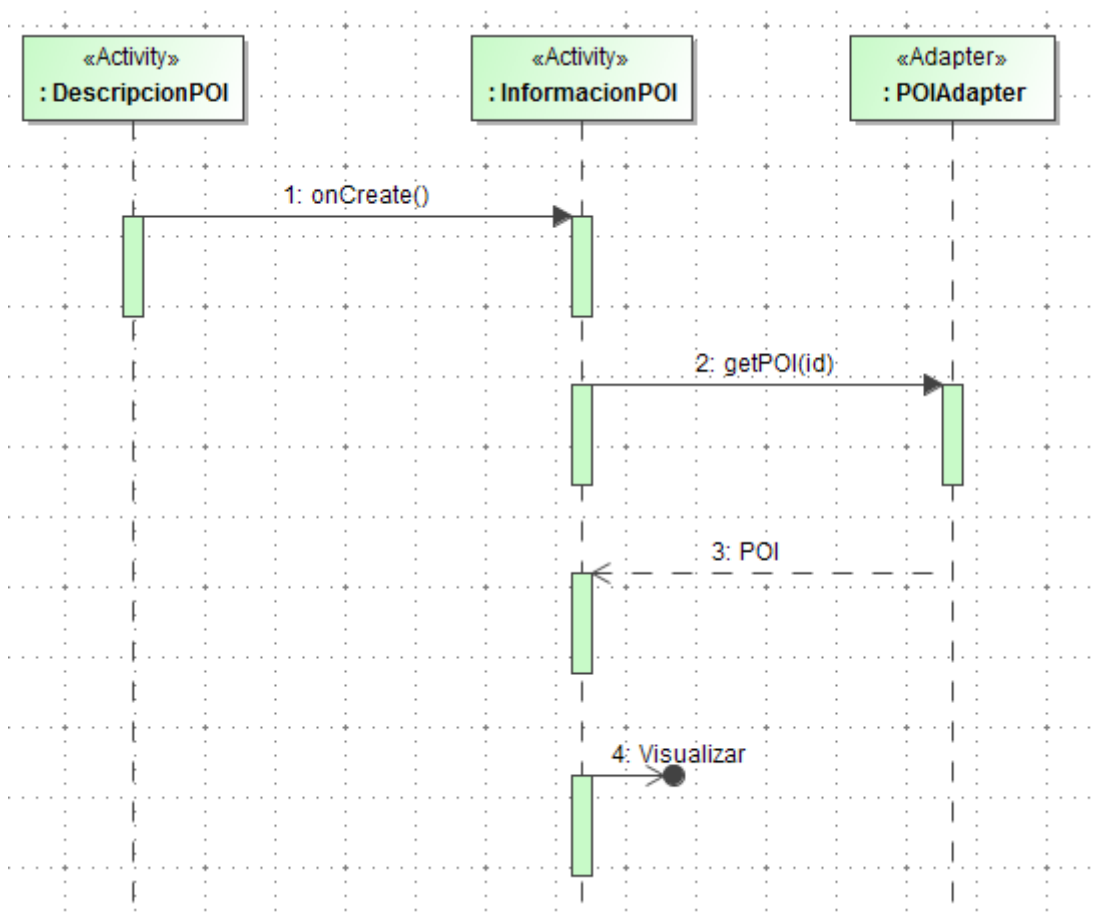 «Activity»
: DescripcionPOI
«Activity»
: InformacionPOI
«Adapter»
: POIAdapter
1: onCreate()
2: getPOI(id)
3: POI
4: Visualizar